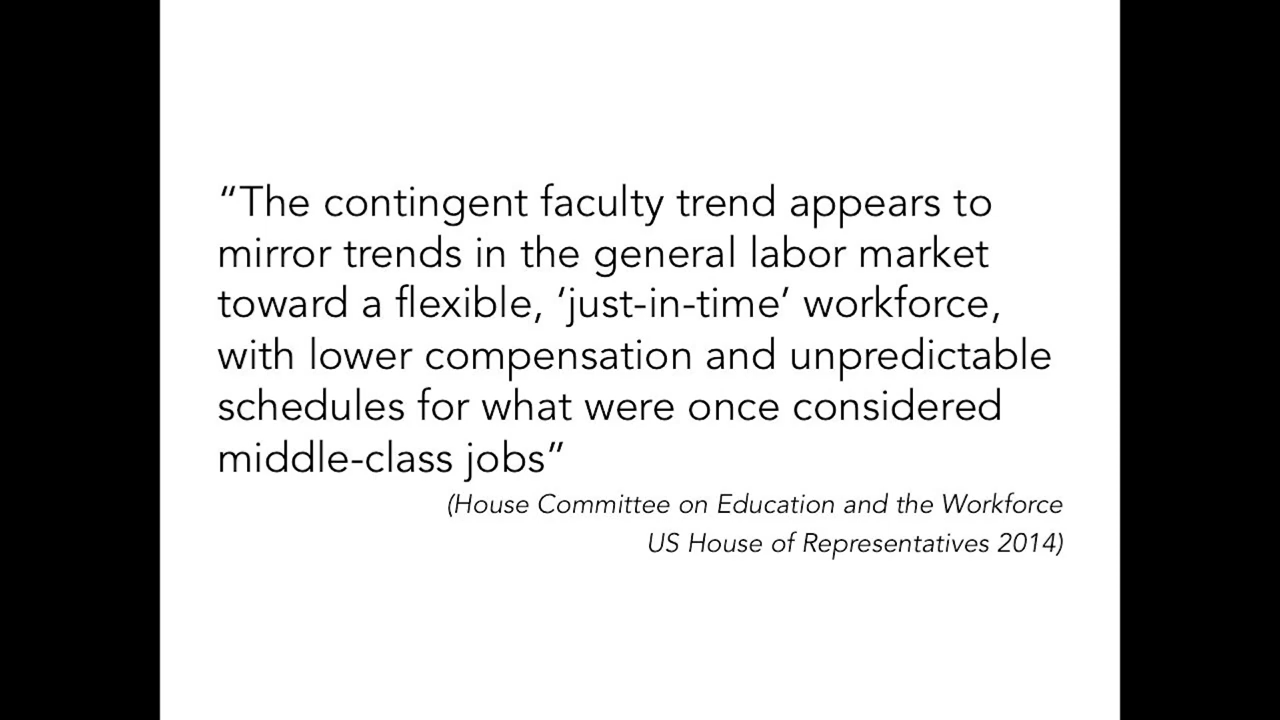 “The contingent faculty trend appears to
mirror trends in the general labor market
toward a flexible, ‘just-in-time’ workforce,
with lower compensation and unpredictable
schedules for what were once considered
middle-class jobs”
(House Committee on Education and the Workforce
US House of Representatives 2014)